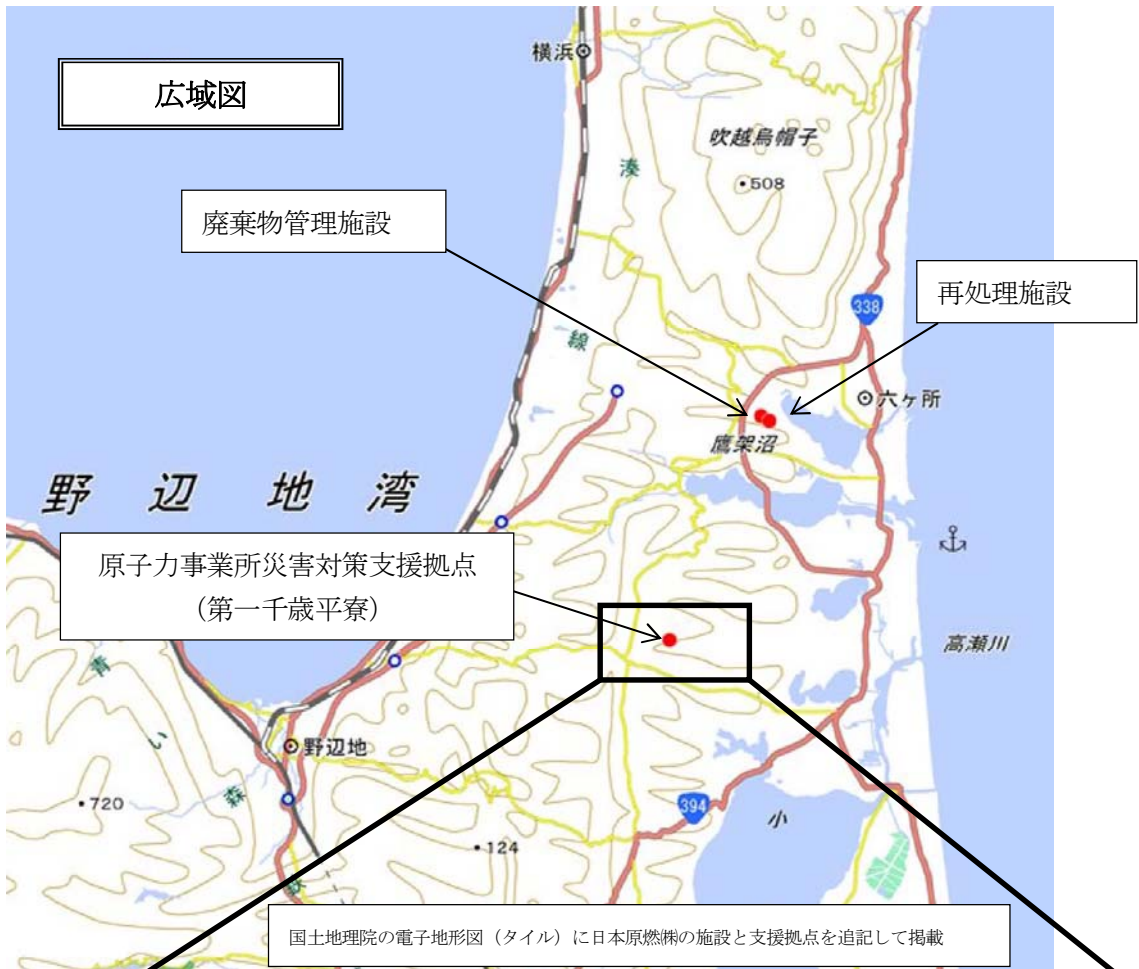 広域図
横浜
吹越烏帽子
・508
湊
廃棄物管理施設
再処理施設
338
線
六ヶ所
鷹架沼
野辺地湾
原子力事業所災害対策支援拠点
(第一千歳平寮)
高瀬川
青い森
野辺地
・720
・124
394
小
鉄
国土地理院の電子地形図(タイル)に日本原燃㈱の施設と支援拠点を追記して掲載